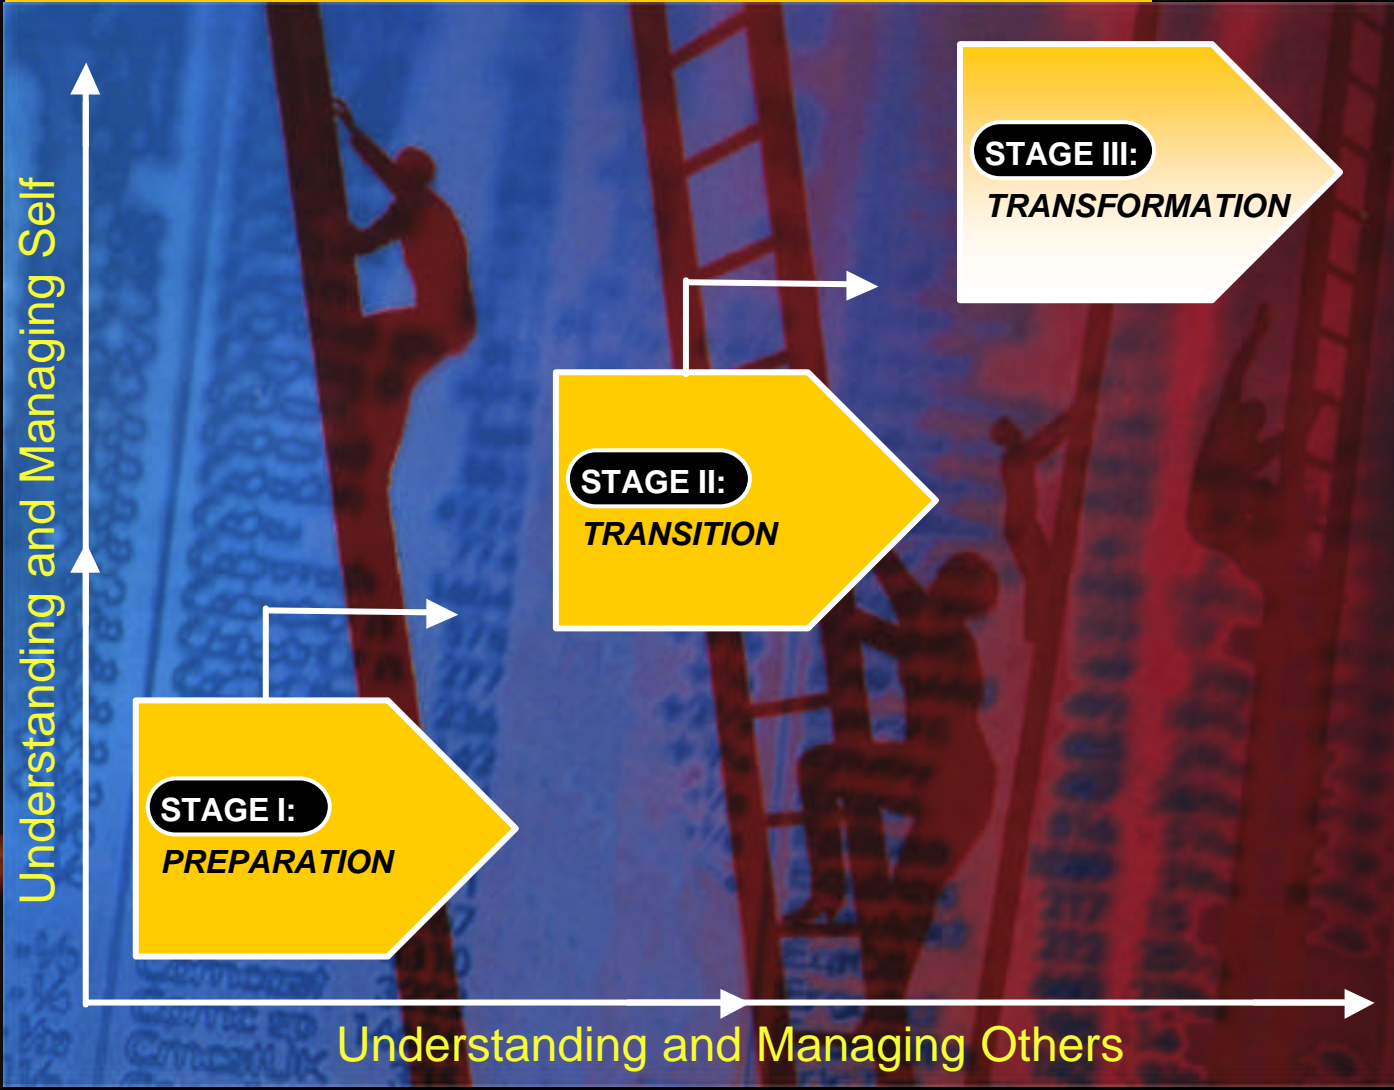 STAGE III:
TRANSFORMATION
STAGE II:
TRANSITION
STAGE I:
PREPARATION
Understanding and Managing Self
Understanding and Managing Others